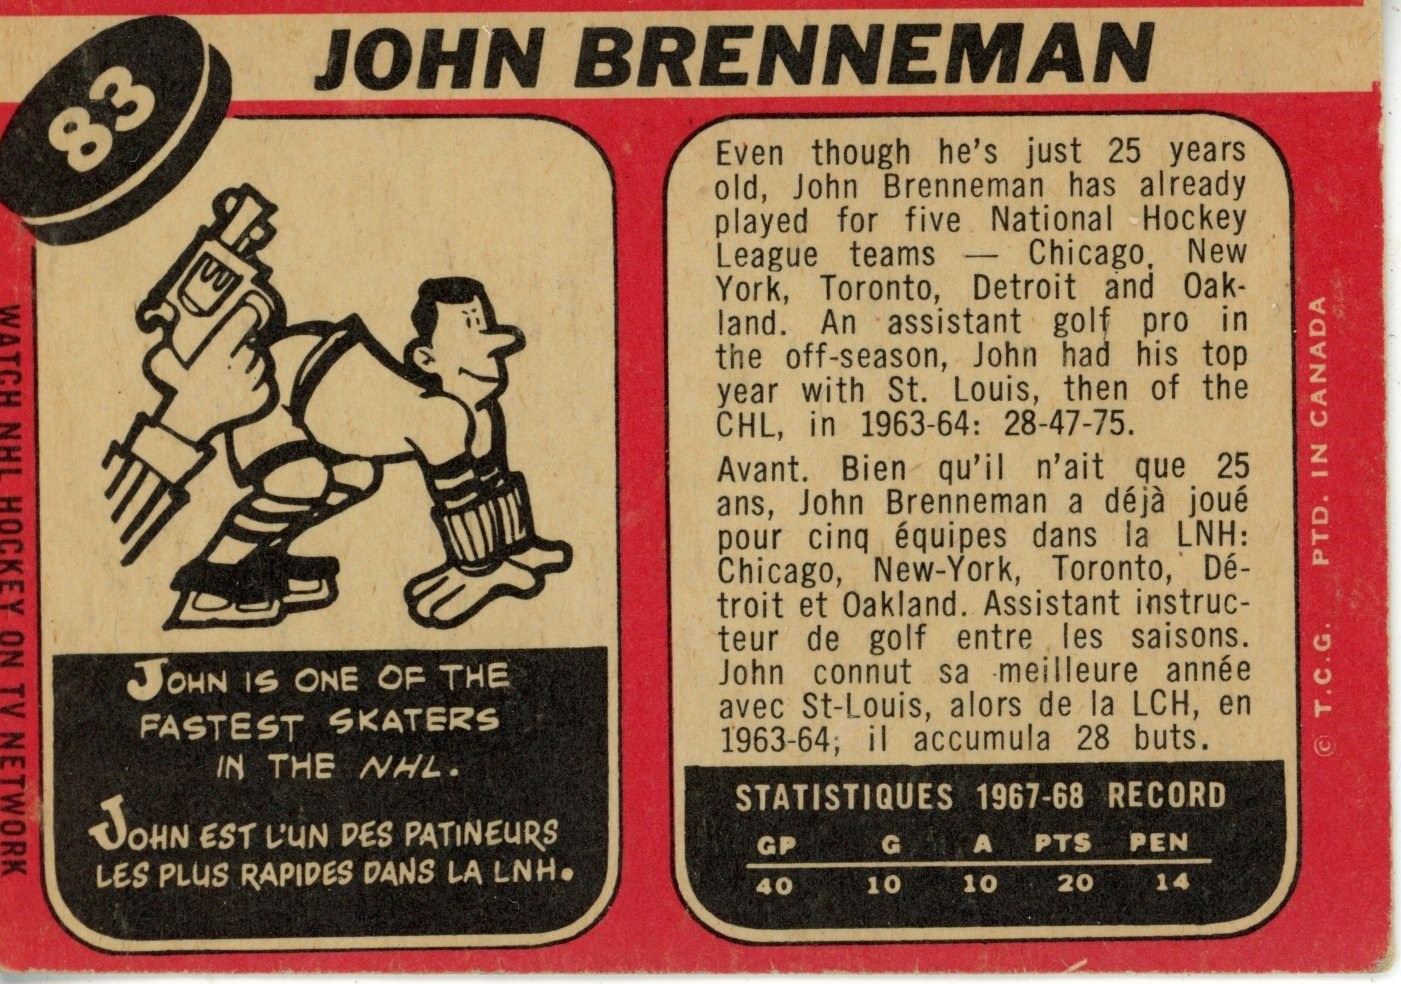 83
JOHN BRENNEMAN
WATCH NHL HOCKEY ON TV NETWORK
JOHN IS ONE OF THE
FASTEST SKATERS
IN THE NHL.
JOHN EST L'UN DES PATINEURS
LES PLUS RAPIDES DANS LA LNH.
Even though he's just 25 years
old, John Brenneman has already
played for five National Hockey
League teams — Chicago, New
York, Toronto, Detroit and Oak-
land. An assistant golf pro in
the off-season, John had his top
year with St. Louis, then of the
CHL, in 1963-64: 28-47-75.
Avant. Bien qu'il n'ait que 25
ans, John Brenneman a déjà joué
pour cinq équipes dans la LNH:
Chicago, New-York, Toronto, Dé-
troit et Oakland. Assistant instruc-
teur de golf entre les saisons.
John connut sa meilleure année
avec St-Louis, alors de la LCH, en
1963-64; il accumula 28 buts.
STATISTIQUES 1967-68 RECORD
GP G A PTS PEN
40 10 10 20 14
© T.C.G. PTD. IN CANADA